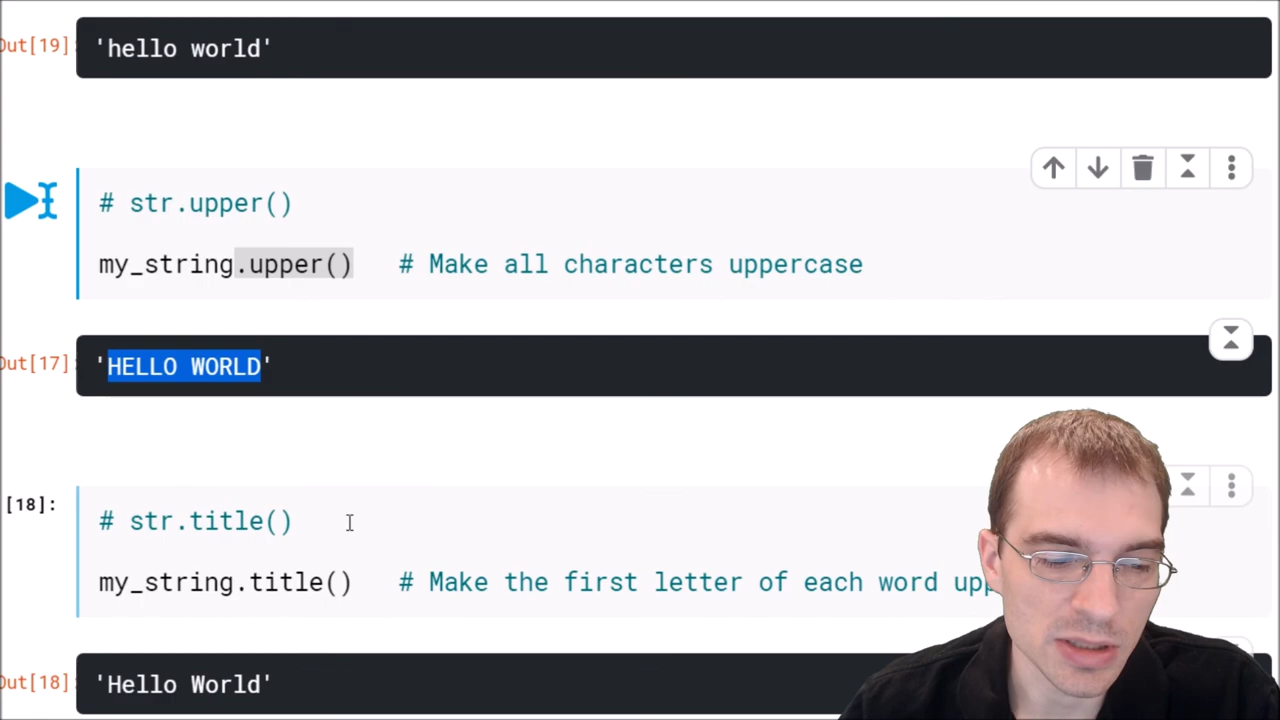 Out[19]
'hello world'
# str.upper()
my_string.upper()   # Make all characters uppercase
Out[17]
'HELLO WORLD'
[18]:
# str.title()
my_string.title()   # Make the first letter of each word upp
Out[18]
'Hello World'